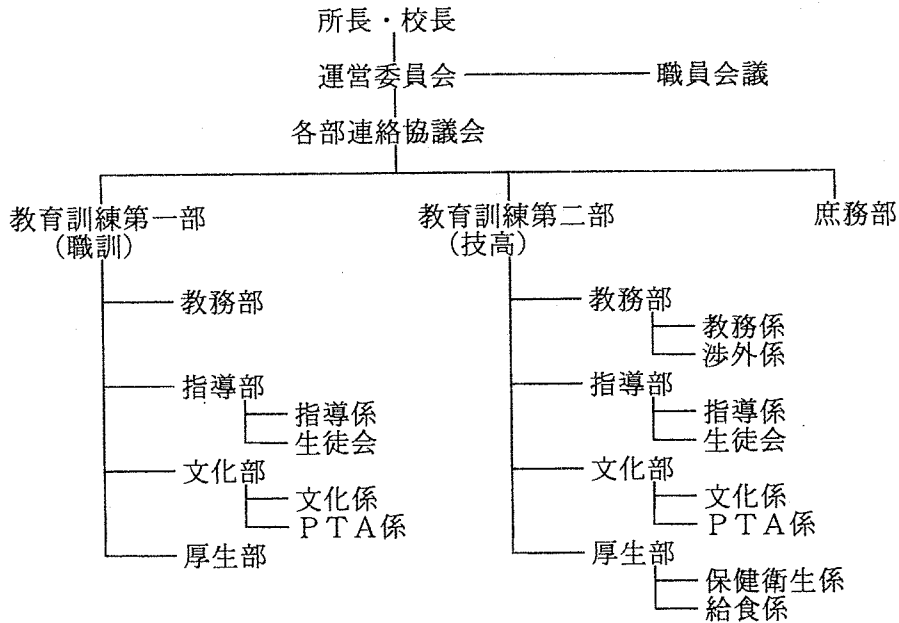 所長・校長
運営委員会
職員会議
各部連絡協議会
教育訓練第一部
(職訓)
教務部
指導部
指導係
生徒会
文化部
文化係
PTA係
厚生部
教育訓練第二部
(技高)
教務部
教務係
渉外係
指導部
指導係
生徒会
文化部
文化係
PTA係
厚生部
保健衛生係
給食係
庶務部